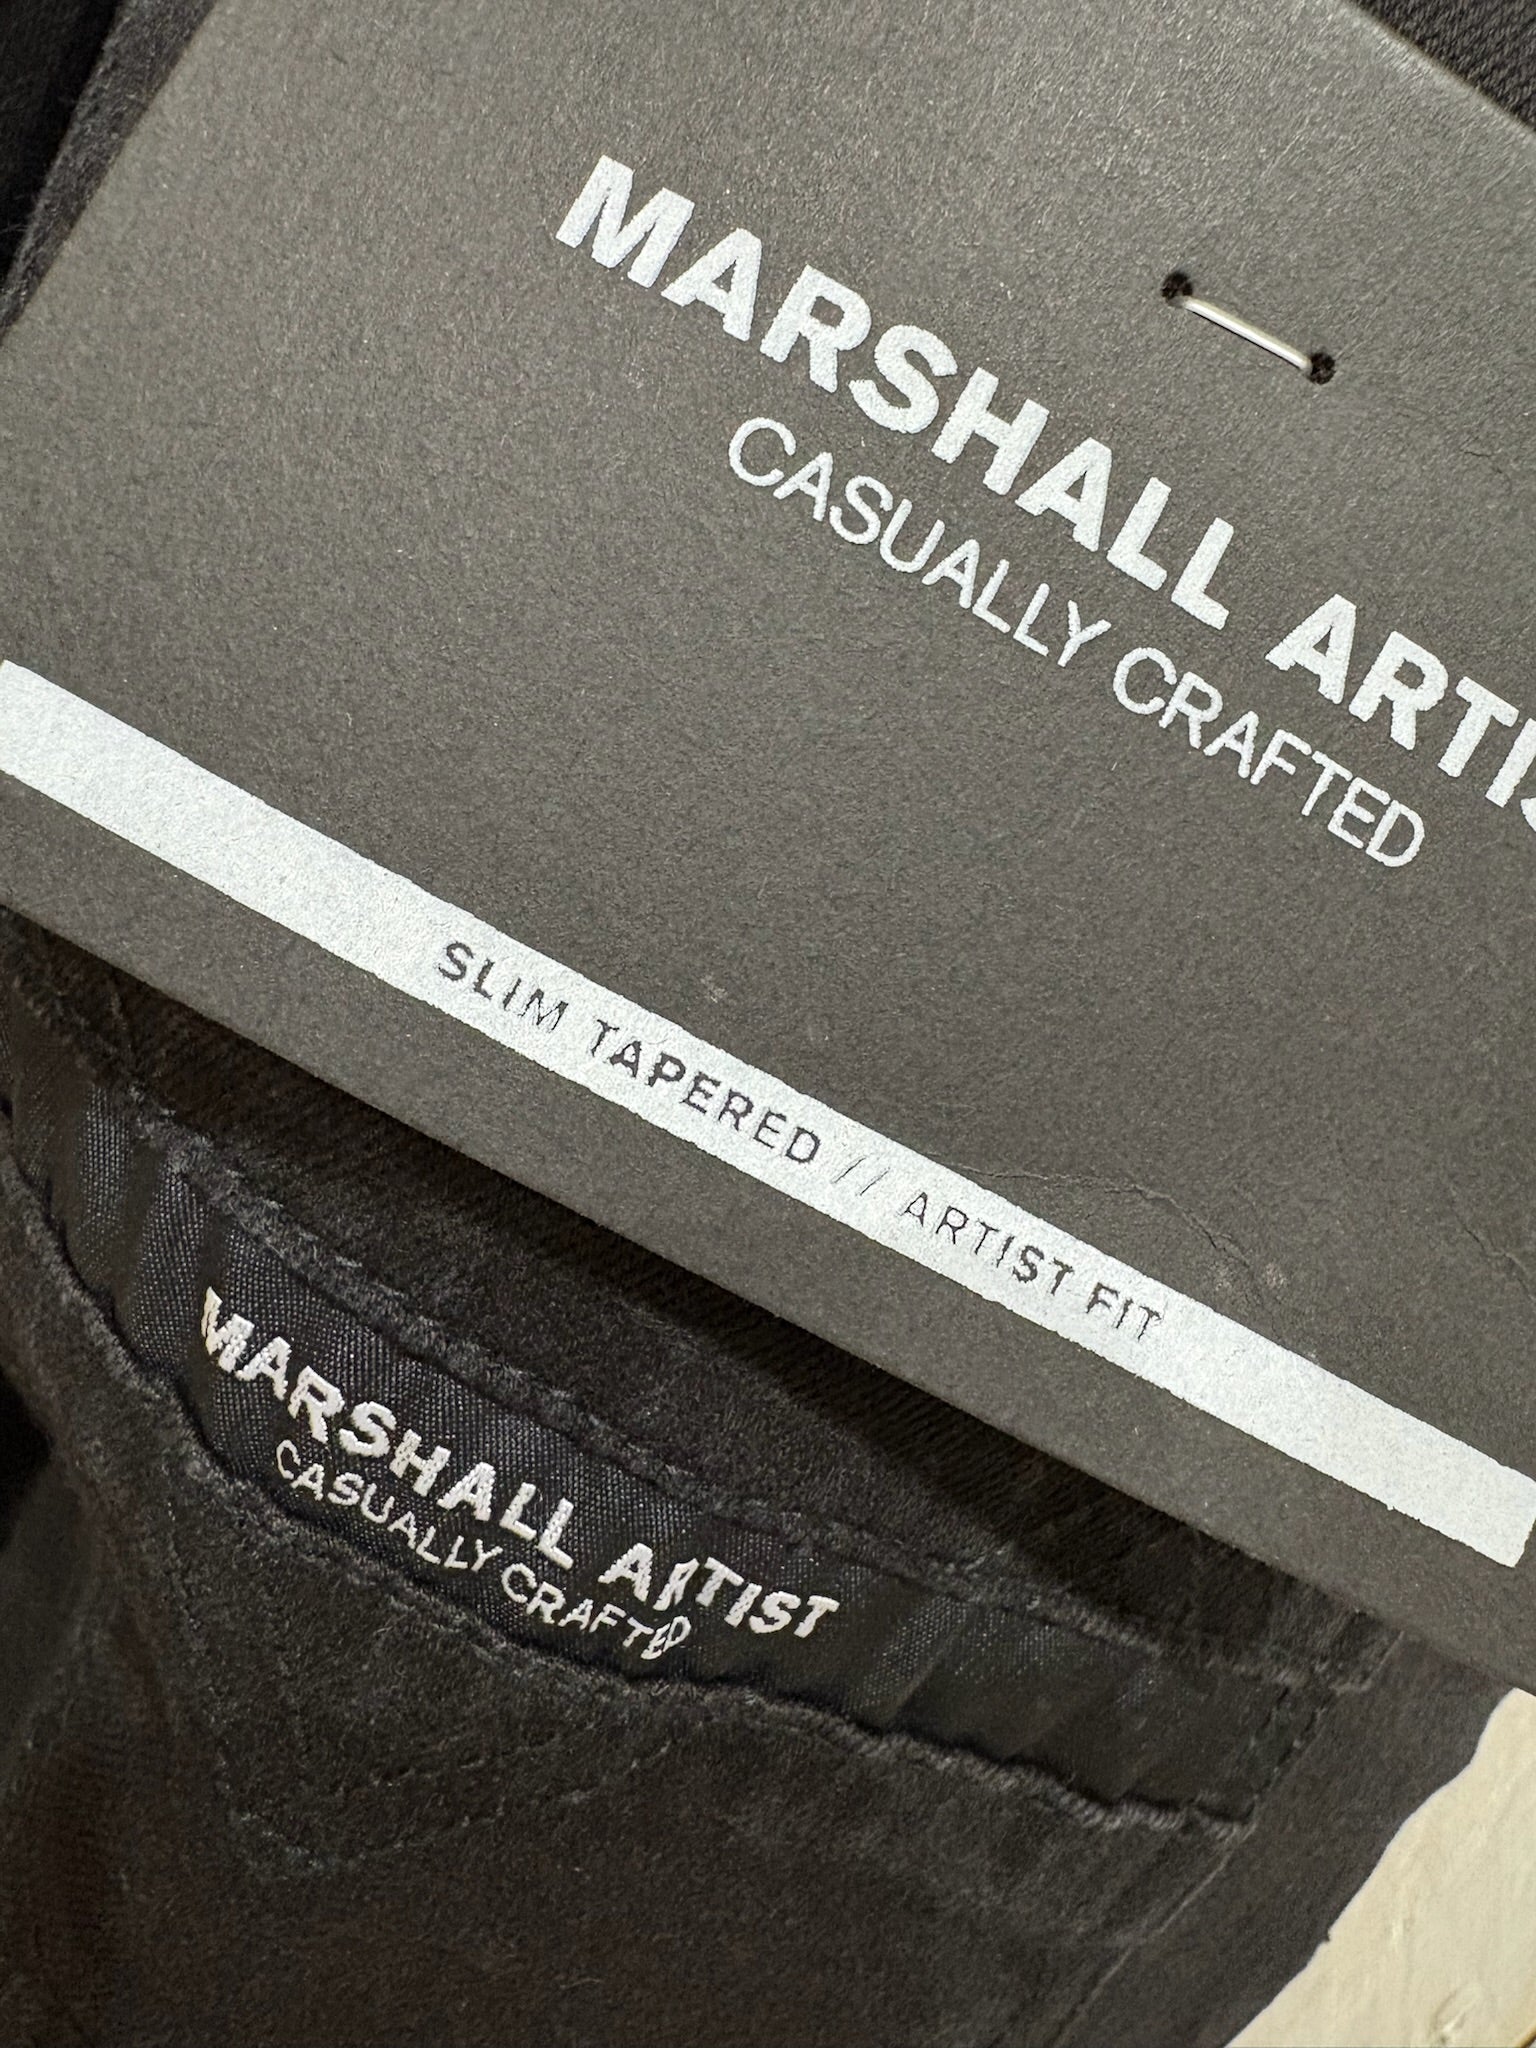 MARSHALL ARTIS
CASUALLY CRAFTED
SLIM TAPERED // ARTIST FIT
MARSHALL ARTIST
CASUALLY CRAFTED